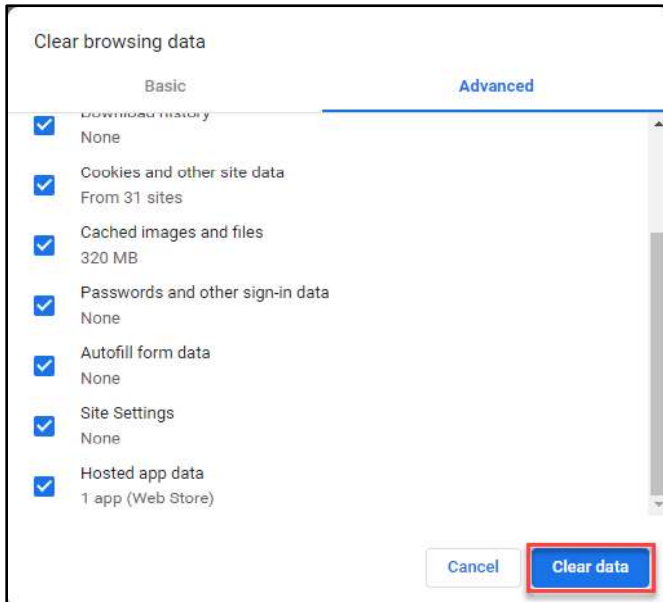 Clear browsing data
Basic Advanced
Download history
None
Cookies and other site data
From 31 sites
Cached images and files
320 MB
Passwords and other sign-in data
None
Autofill form data
None
Site Settings
None
Hosted app data
1 app (Web Store)
Cancel Clear data